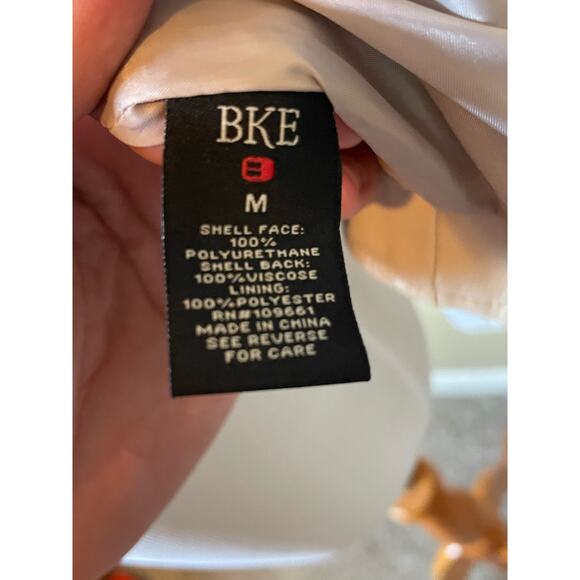 BKE
B
M
SHELL FACE:
100%
POLYURETHANE
SHELL BACK:
100%VISCOSE
LINING:
100%POLYESTER
RN#109661
MADE IN CHINA
SEE REVERSE
FOR CARE